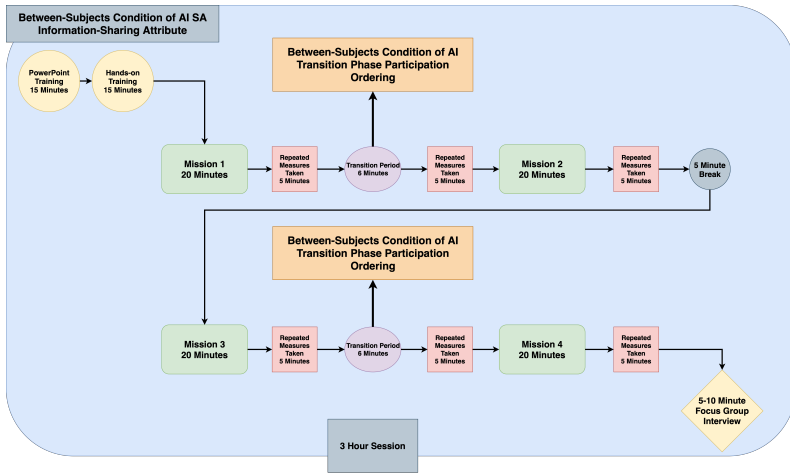 Between-Subjects Condition of AI SA
Information-Sharing Attribute
PowerPoint
Training
15 Minutes
Hands-on
Training
15 Minutes
Between-Subjects Condition of AI
Transition Phase Participation
Ordering
Mission 1
20 Minutes
Repeated
Measures
Taken
5 Minutes
Transition Period
6 Minutes
Repeated
Measures
Taken
5 Minutes
Mission 2
20 Minutes
Repeated
Measures
Taken
5 Minutes
5 Minute
Break
Between-Subjects Condition of AI
Transition Phase Participation
Ordering
Mission 3
20 Minutes
Repeated
Measures
Taken
5 Minutes
Transition Period
6 Minutes
Repeated
Measures
Taken
5 Minutes
Mission 4
20 Minutes
Repeated
Measures
Taken
5 Minutes
5-10 Minute
Focus Group
Interview
3 Hour Session